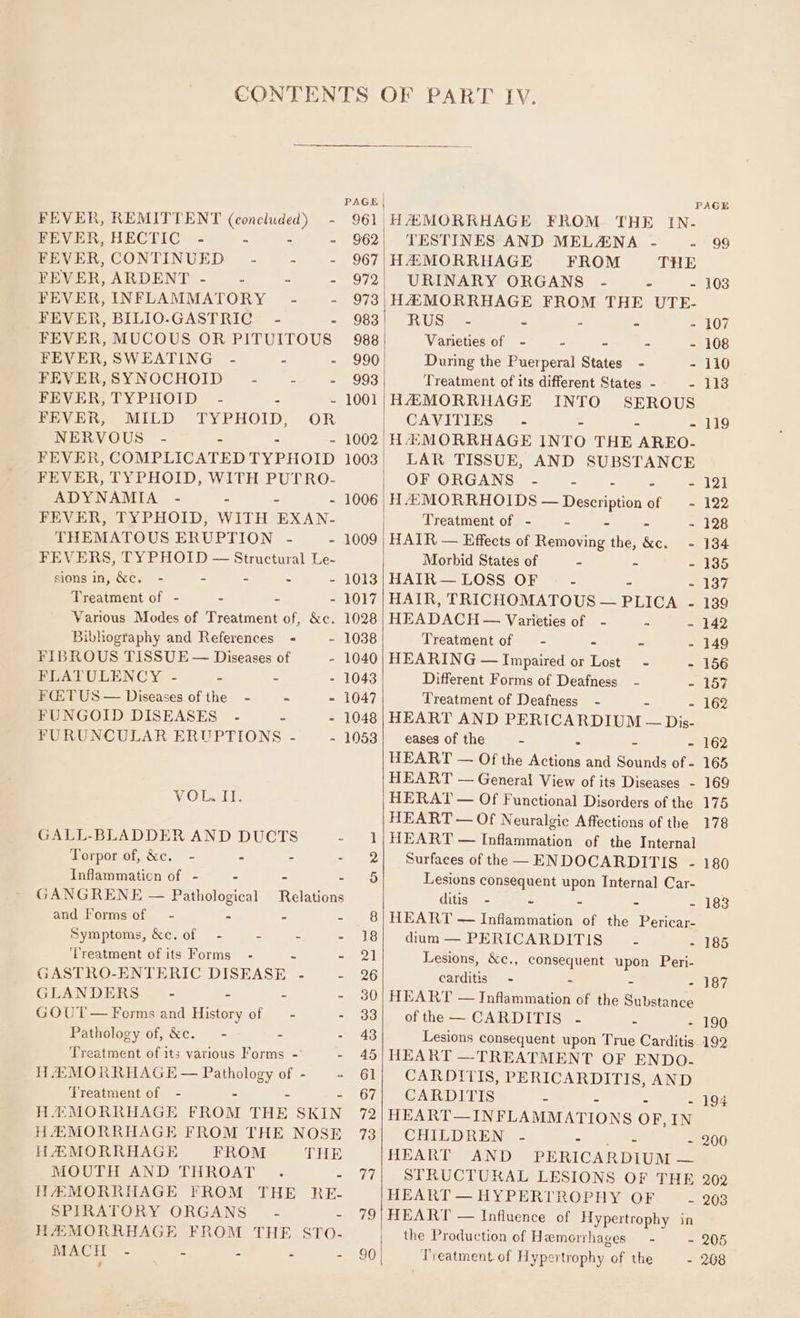 CONTENTS OF PART IV.
PAGE
FEVER, REMITTENT (concluded) - 961
FEVER, HECTIC - - - - 962
FEVER, CONTINUED - - - 967
FEVER, ARDENT - - - - 972
FEVER, INFLAMMATORY - - 973
FEVER, BILIO-GASTRIC - - 983
FEVER, MUCOUS OR PITUITOUS 988
FEVER, SWEATING - - - 990
FEVER, SYNOCHOID - - - 993
FEVER, TYPHOID - - - 1001
FEVER, MILD TYPHOID, OR
NERVOUS - - - - 1002
FEVER, COMPLICATED TYPHOID 1003
FEVER, TYPHOID, WITH PUTRO-
ADYNAMIA - - - - 1006
FEVER, TYPHOID, WITH EXAN-
THEMATOUS ERUPTION - - 1009
FEVERS, TYPHOID — Structural Le-
sions in, &c. - - - - - 1013
Treatment of - - - - 1017
Various Modes of Treatment of, &c. 1028
Bibliography and References - - 1038
FIBROUS TISSUE — Diseases of - 1040
FLATULENCY - - - - 1043
FŒTUS — Diseases of the - - - 1047
FUNGOID DISEASES - - - 1048
FURUNCULAR ERUPTIONS - - 1053
VOL. II.
GALL-BLADDER AND DUCTS - 1
Torpor of, &c. - - - - 2
Inflammation of - - - - 5
GANGRENE — Pathological Relations
and Forms of - - - - 8
Symptoms, &c. of - - - - 18
Treatment of its Forms - - - 21
GASTRO-ENTERIC DISEASE - - 26
GLANDERS - - - - 30
GOUT — Forms and History of - - 33
Pathology of, &c. - - - 43
Treatment of its various Forms - - 45
HÆMORRHAGE — Pathology of - - 61
Treatment of - - - - 67
HÆMORRHAGE FROM THE SKIN 72
HÆMORRHAGE FROM THE NOSE 73
HÆMORRHAGE FROM THE
MOUTH AND THROAT . - 77
HÆMORRHAGE FROM THE RE-
SPIRATORY ORGANS - - 79
HÆMORRHAGE FROM THE STO-
MACH - - - - - 90
PAGE
HÆMORRHAGE FROM THE IN-
TESTINES AND MELÆNA - - 99
HÆMORRHAGE FROM THE
URINARY ORGANS - - - 103
HÆMORRHAGE FROM THE UTE-
RUS - - - - - 107
Varieties of - - - - - 108
During the Puerperal States - - 110
Treatment of its different States - - 113
HÆMORRHAGE INTO SEROUS
CAVITIES - - - - 119
HÆMORRHAGE INTO THE AREO-
LAR TISSUE, AND SUBSTANCE
OF ORGANS - - - - - 121
HÆMORRHOIDS — Description of - 122
Treatment of - - - - - 128
HAIR — Effects of Removing the, &c. - 134
Morbid States of - - - 135
HAIR — LOSS OF - - - 137
HAIR, TRICHOMATOUS — PLICA - 139
HEADACH — Varieties of - - - 142
Treatment of - - - - 149
HEARING — Impaired or Lost - - 156
Different Forms of Deafness - - 157
Treatment of Deafness - - - 162
HEART AND PERICARDIUM — Dis-
eases of the - - - - 162
HEART — Of the Actions and Sounds of - 165
HEART — General View of its Diseases - 169
HERAT — Of Functional Disorders of the 175
HEART — Of Neuralgic Affections of the 178
HEART — Inflammation of the Internal
Surfaces of the — ENDOCARDITIS - 180
Lesions consequent upon Internal Car-
ditis - - - - - 183
HEART — Inflammation of the Pericar-
dium — PERICARDITIS - - 185
Lesions, &c., consequent upon Peri-
carditis - - - - 187
HEART — Inflammation of the Substance
of the — CARDITIS - - - 190
Lesions consequent upon True Carditis 192
HEART — TREATMENT OF ENDO-
CARDITIS, PERICARDITIS, AND
CARDITIS - - - - 194
HEART — INFLAMMATIONS OF, IN
CHILDREN - - - - 200
HEART AND PERICARDIUM —
STRUCTURAL LESIONS OF THE 202
HEART — HYPERTROPHY OF - 203
HEART — Influence of Hypertrophy in
the Production of Hæmorrhages - - 205
Treatment of Hypertrophy of the - 208